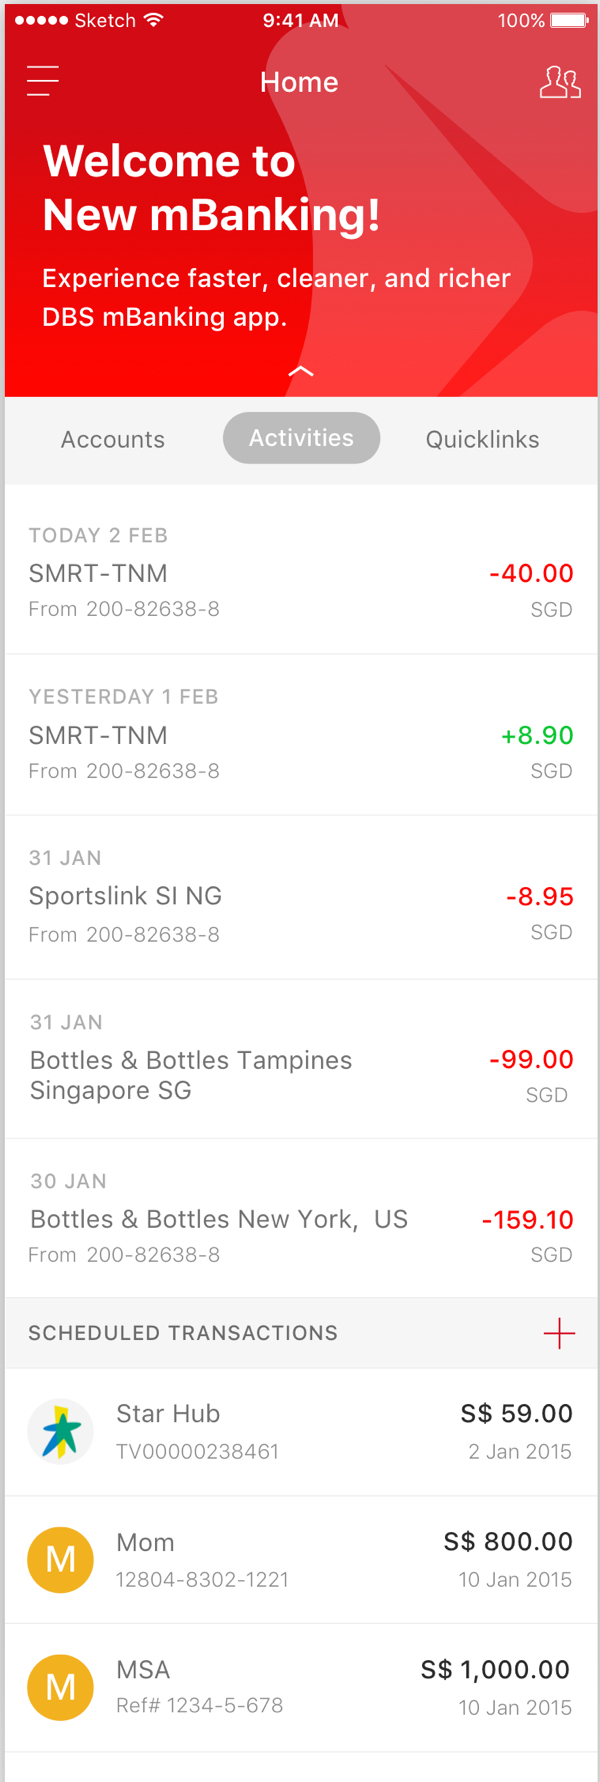 Sketch 9:41 AM 100%
Home
Welcome to
New mBanking!
Experience faster, cleaner, and richer
DBS mBanking app.
Accounts Activities Quicklinks
TODAY 2 FEB
SMRT-TNM -40.00
From 200-82638-8 SGD
YESTERDAY 1 FEB
SMRT-TNM +8.90
From 200-82638-8 SGD
31 JAN
Sportslink SI NG -8.95
From 200-82638-8 SGD
31 JAN
Bottles & Bottles Tampines -99.00
Singapore SG SGD
30 JAN
Bottles & Bottles New York, US -159.10
From 200-82638-8 SGD
SCHEDULED TRANSACTIONS
Star Hub S$ 59.00
TV00000238461 2 Jan 2015
M Mom S$ 800.00
12804-8302-1221 10 Jan 2015
M MSA S$ 1,000.00
Ref# 1234-5-678 10 Jan 2015